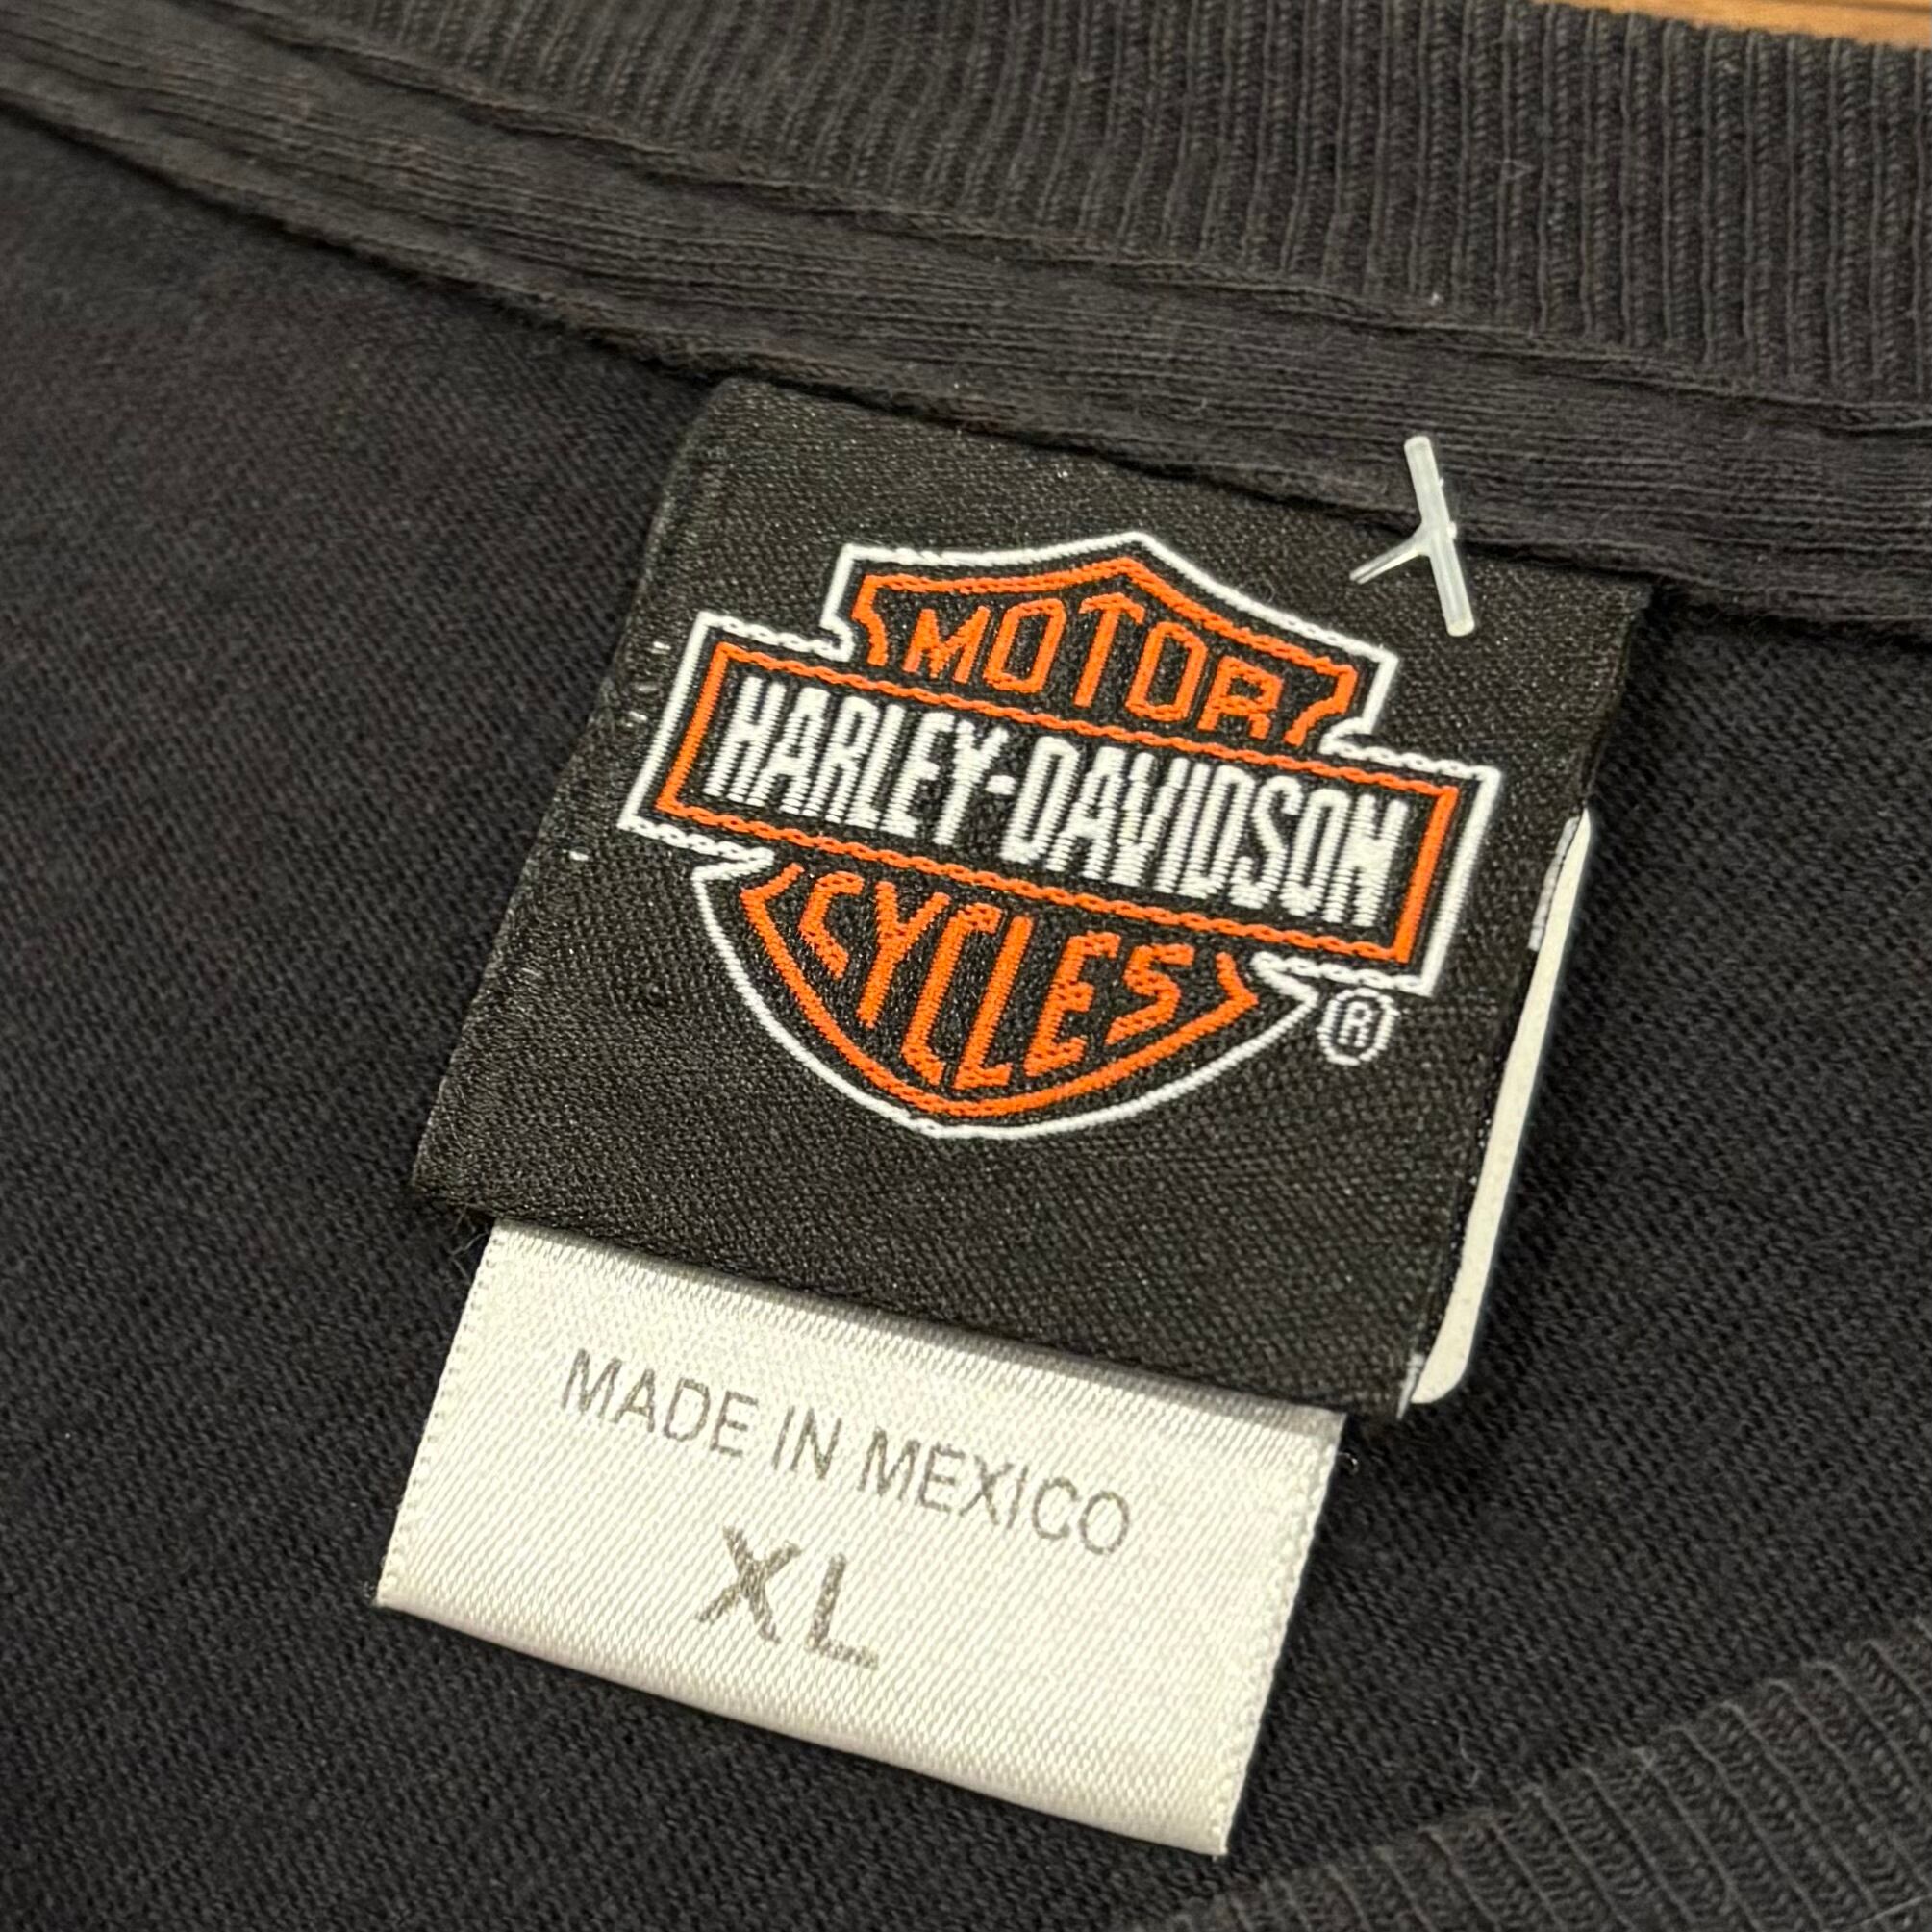 MOTOR
HARLEY-DAVIDSON
CYCLES
®
MADE IN MEXICO
XL